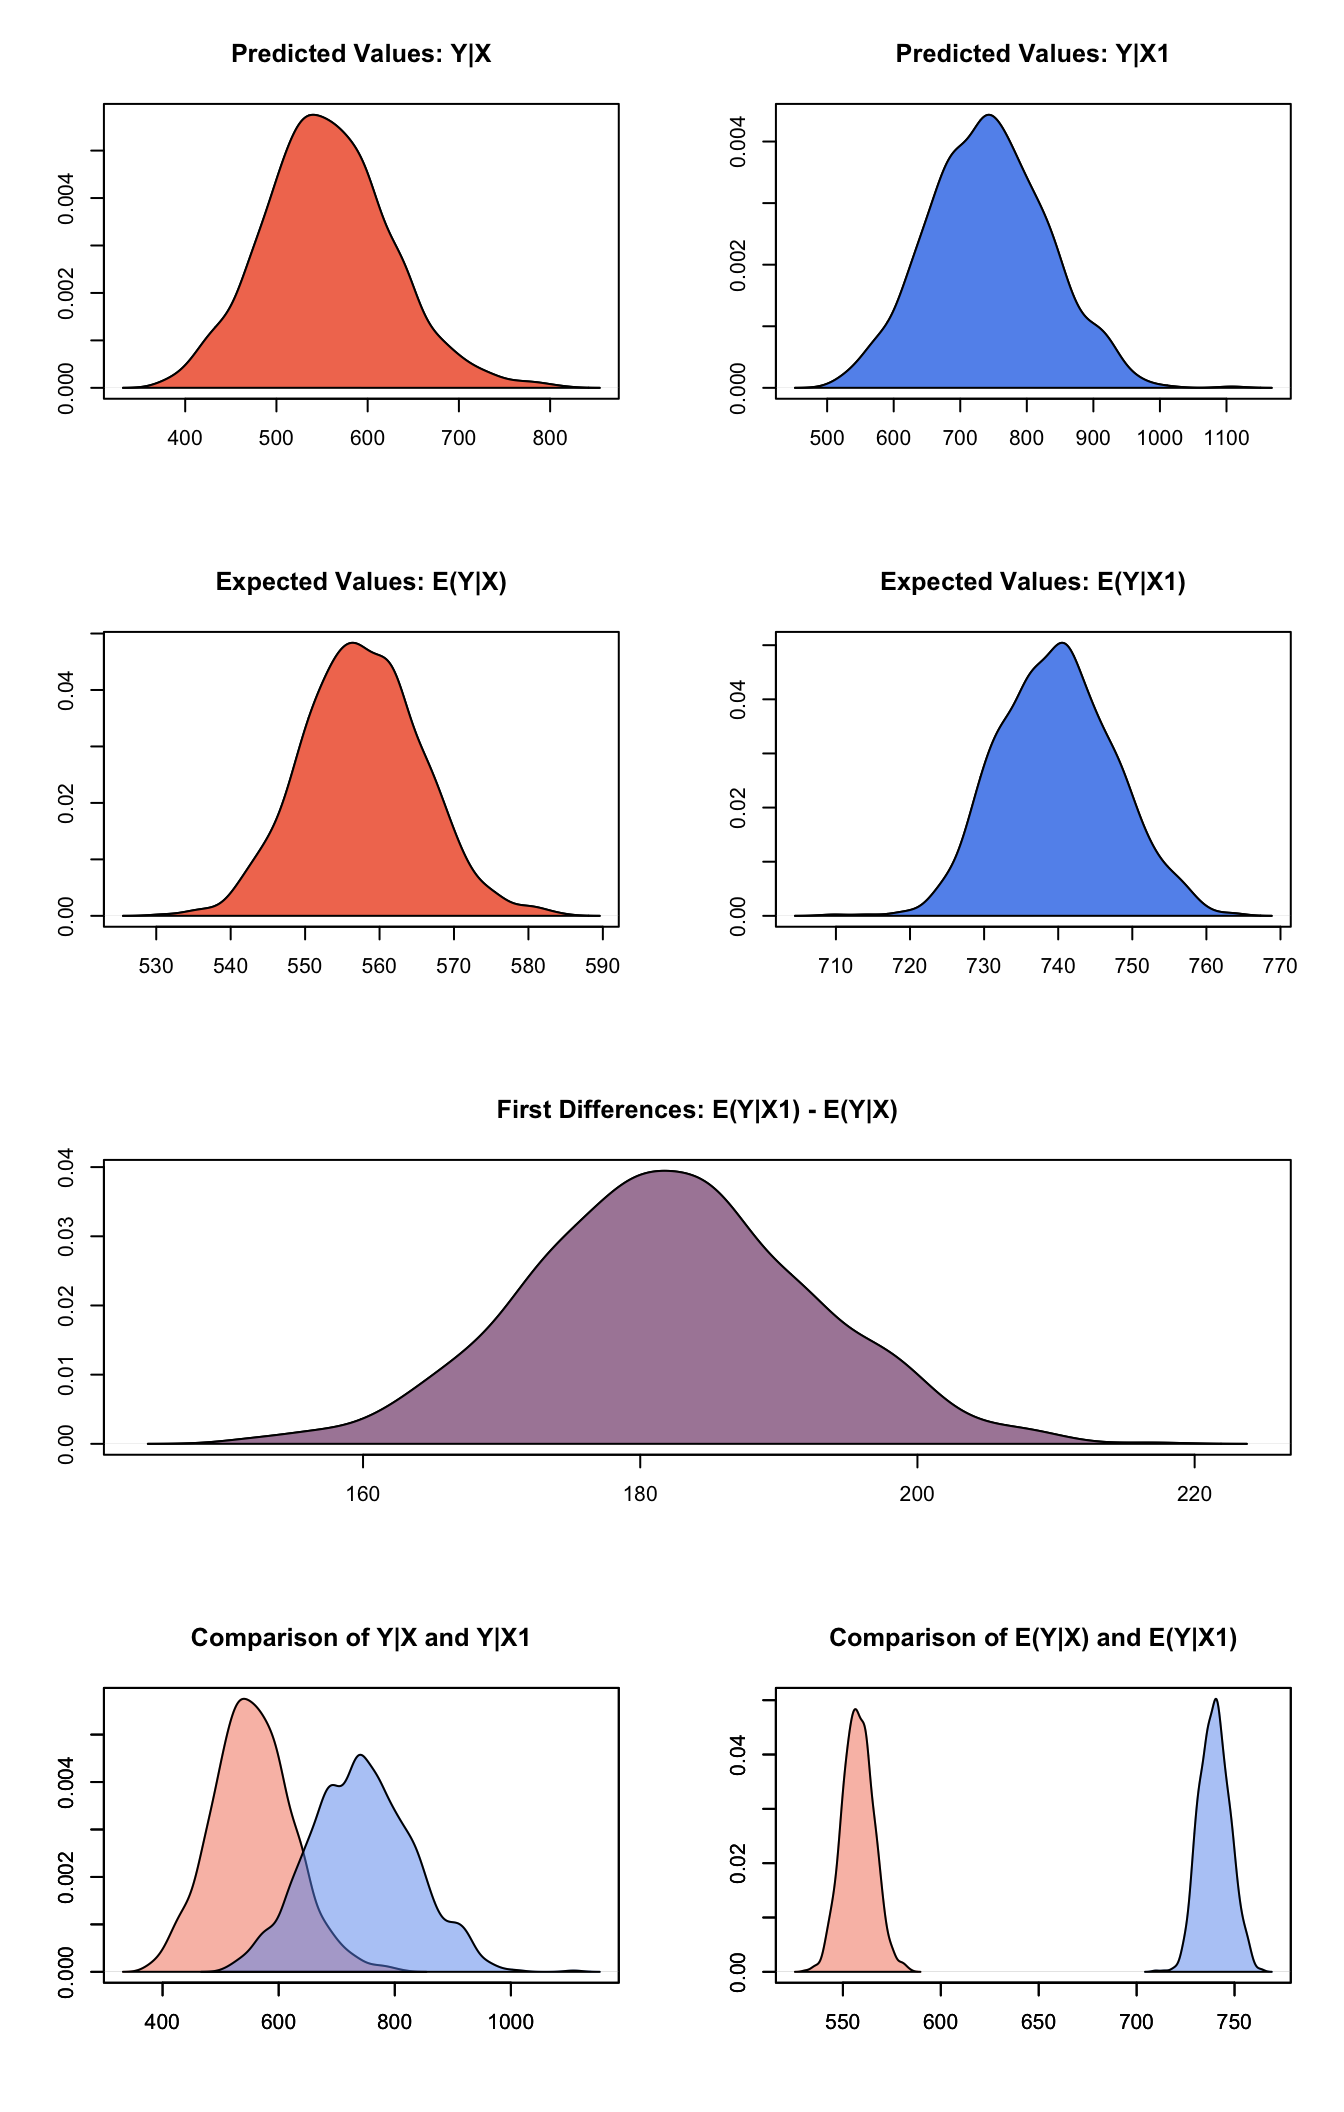 Predicted Values: Y|X
0.000 0.002 0.004
400 500 600 700 800
Predicted Values: Y|X1
0.000 0.002 0.004
500 600 700 800 900 1000 1100
Expected Values: E(Y|X)
0.00 0.02 0.04
530 540 550 560 570 580 590
Expected Values: E(Y|X1)
0.00 0.02 0.04
710 720 730 740 750 760 770
First Differences: E(Y|X1) - E(Y|X)
0.00 0.01 0.02 0.03 0.04
160 180 200 220
Comparison of Y|X and Y|X1
0.000 0.002 0.004
400 600 800 1000
Comparison of E(Y|X) and E(Y|X1)
0.00 0.02 0.04
550 600 650 700 750